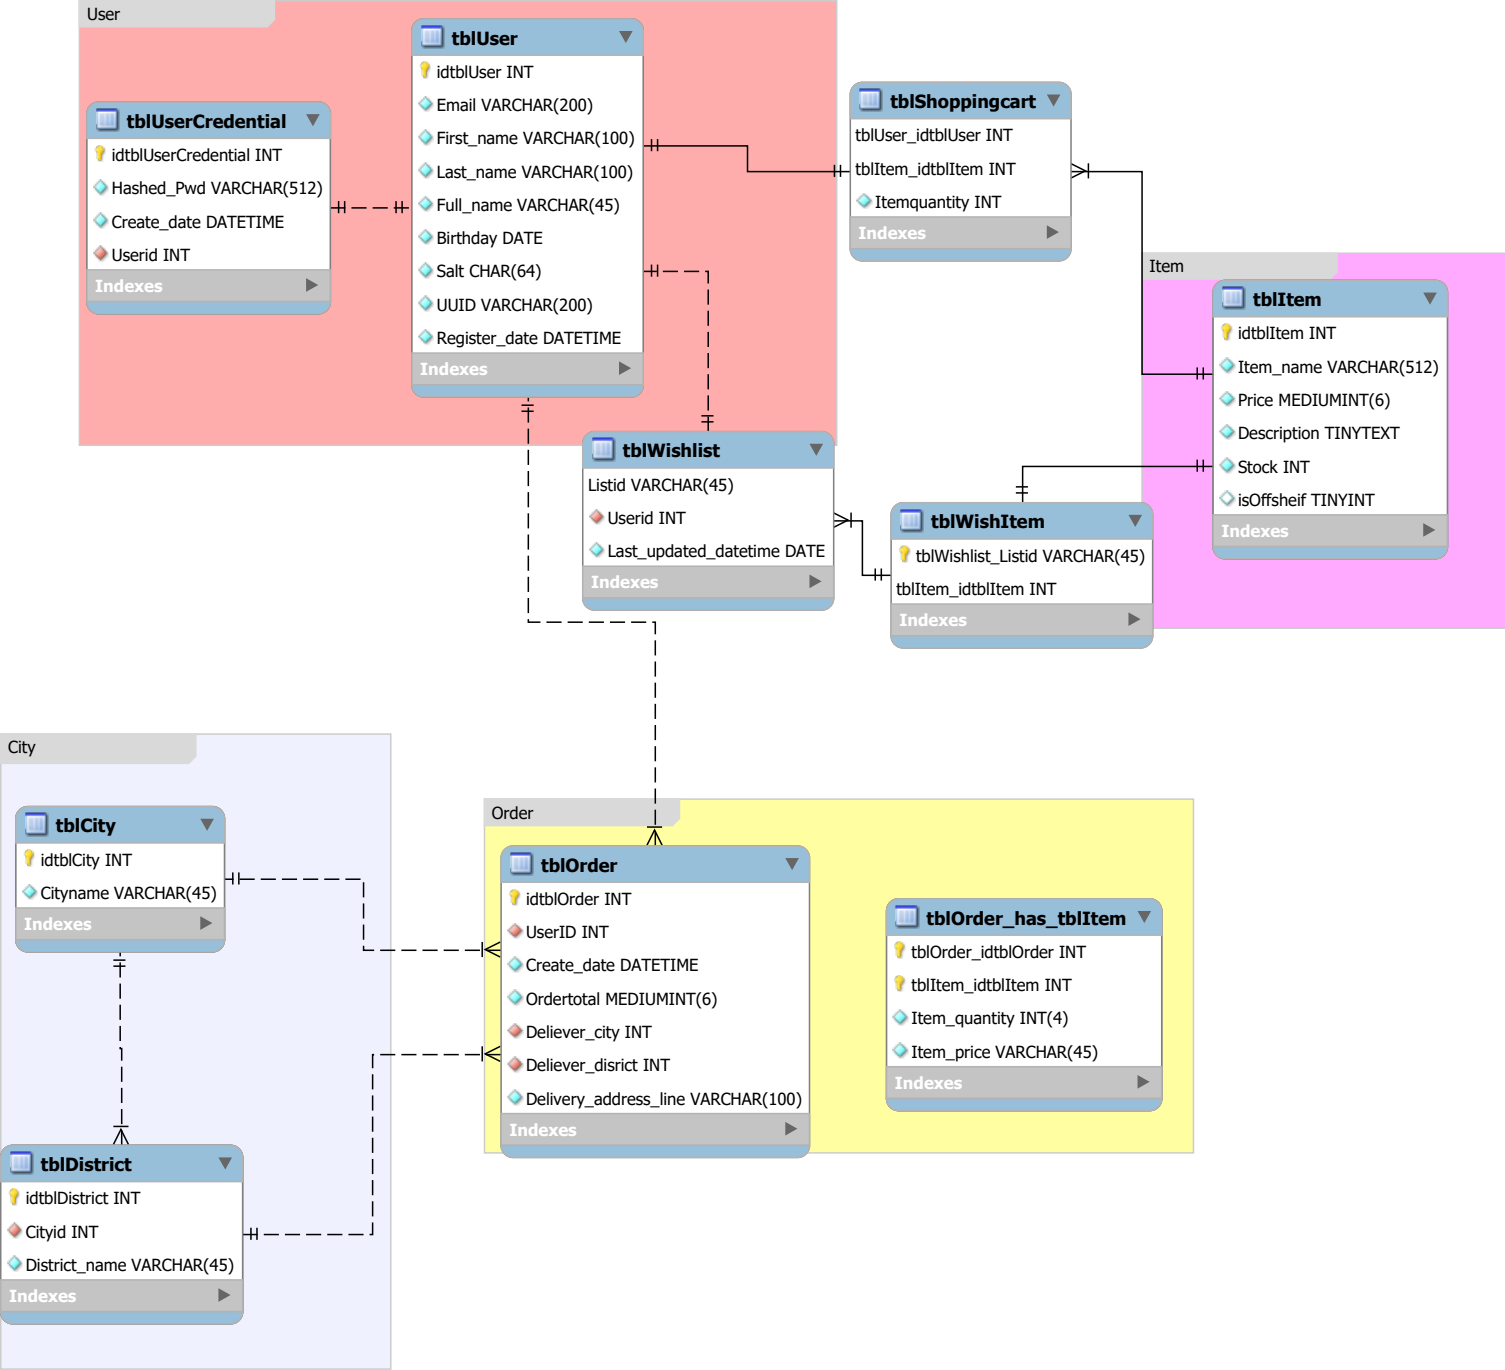 User
tblUser
idtblUser INT
Email VARCHAR(200)
First_name VARCHAR(100)
Last_name VARCHAR(100)
Full_name VARCHAR(45)
Birthday DATE
Salt CHAR(64)
UUID VARCHAR(200)
Register_date DATETIME
Indexes
tblUserCredential
idtblUserCredential INT
Hashed_Pwd VARCHAR(512)
Create_date DATETIME
Userid INT
Indexes
tblShoppingcart
tblUser_idtblUser INT
tblItem_idtblItem INT
Itemquantity INT
Indexes
Item
tblItem
idtblItem INT
Item_name VARCHAR(512)
Price MEDIUMINT(6)
Description TINYTEXT
Stock INT
isOffsheif TINYINT
Indexes
tblWishlist
Listid VARCHAR(45)
Userid INT
Last_updated_datetime DATE
Indexes
tblWishItem
tblWishlist_Listid VARCHAR(45)
tblItem_idtblItem INT
Indexes
City
tblCity
idtblCity INT
Cityname VARCHAR(45)
Indexes
tblDistrict
idtblDistrict INT
Cityid INT
District_name VARCHAR(45)
Indexes
Order
tblOrder
idtblOrder INT
UserID INT
Create_date DATETIME
Ordertotal MEDIUMINT(6)
Deliever_city INT
Deliever_disrict INT
Delivery_address_line VARCHAR(100)
Indexes
tblOrder_has_tblItem
tblOrder_idtblOrder INT
tblItem_idtblItem INT
Item_quantity INT(4)
Item_price VARCHAR(45)
Indexes